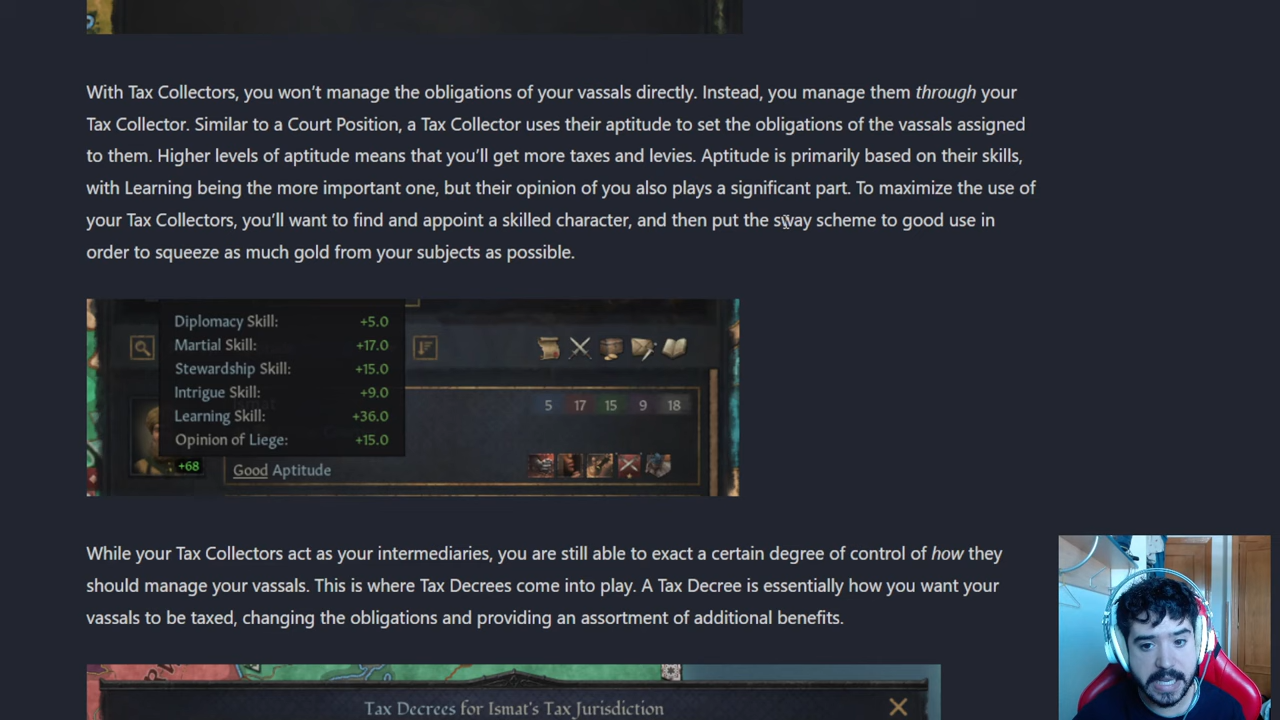 With Tax Collectors, you won't manage the obligations of your vassals directly. Instead, you manage them through your
Tax Collector. Similar to a Court Position, a Tax Collector uses their aptitude to set the obligations of the vassals assigned
to them. Higher levels of aptitude means that you'll get more taxes and levies. Aptitude is primarily based on their skills,
with Learning being the more important one, but their opinion of you also plays a significant part. To maximize the use of
your Tax Collectors, you'll want to find and appoint a skilled character, and then put the sway scheme to good use in
order to squeeze as much gold from your subjects as possible.
Diplomacy Skill: +5.0
Martial Skill: +17.0
Stewardship Skill: +15.0
Intrigue Skill: +9.0
Learning Skill: +36.0
Opinion of Liege: +15.0
5 17 15 9 18
+68
Good Aptitude
While your Tax Collectors act as your intermediaries, you are still able to exact a certain degree of control of how they
should manage your vassals. This is where Tax Decrees come into play. A Tax Decree is essentially how you want your
vassals to be taxed, changing the obligations and providing an assortment of additional benefits.
Tax Decrees for Ismat's Tax Jurisdiction